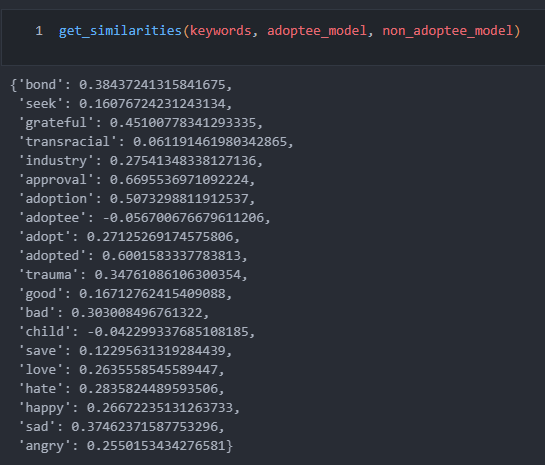 1 get_similarities(keywords, adoptee_model, non_adoptee_model)
{'bond': 0.38437241315841675,
'seek': 0.16076724231243134,
'grateful': 0.45100778341293335,
'transracial': 0.061191461980342865,
'industry': 0.27541348338127136,
'approval': 0.6695536971092224,
'adoption': 0.5073298811912537,
'adoptee': -0.056700676679611206,
'adopt': 0.27125269174575806,
'adopted': 0.6001583337783813,
'trauma': 0.34761086106300354,
'good': 0.16712762415409088,
'bad': 0.303008496761322,
'child': -0.042299337685108185,
'save': 0.12295631319284439,
'love': 0.2635558545589447,
'hate': 0.2835824489593506,
'happy': 0.26672235131263733,
'sad': 0.37462371587753296,
'angry': 0.2550153434276581}